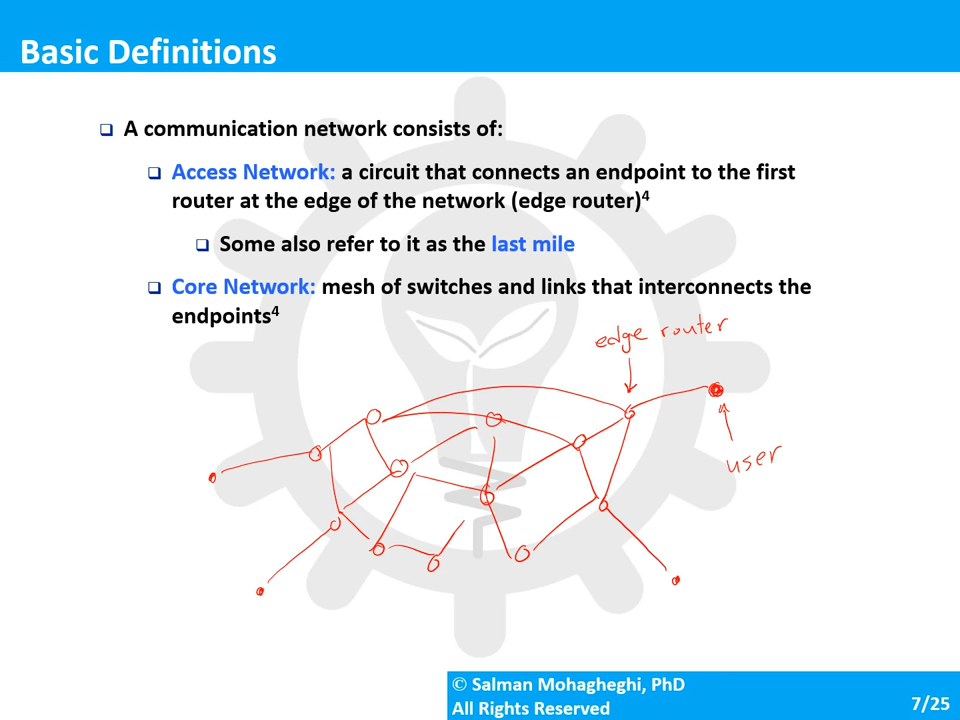 Basic Definitions
A communication network consists of:
Access Network: a circuit that connects an endpoint to the first
router at the edge of the network (edge router)4
Some also refer to it as the last mile
Core Network: mesh of switches and links that interconnects the
endpoints4
edge router
user
© Salman Mohagheghi, PhD
All Rights Reserved
7/25